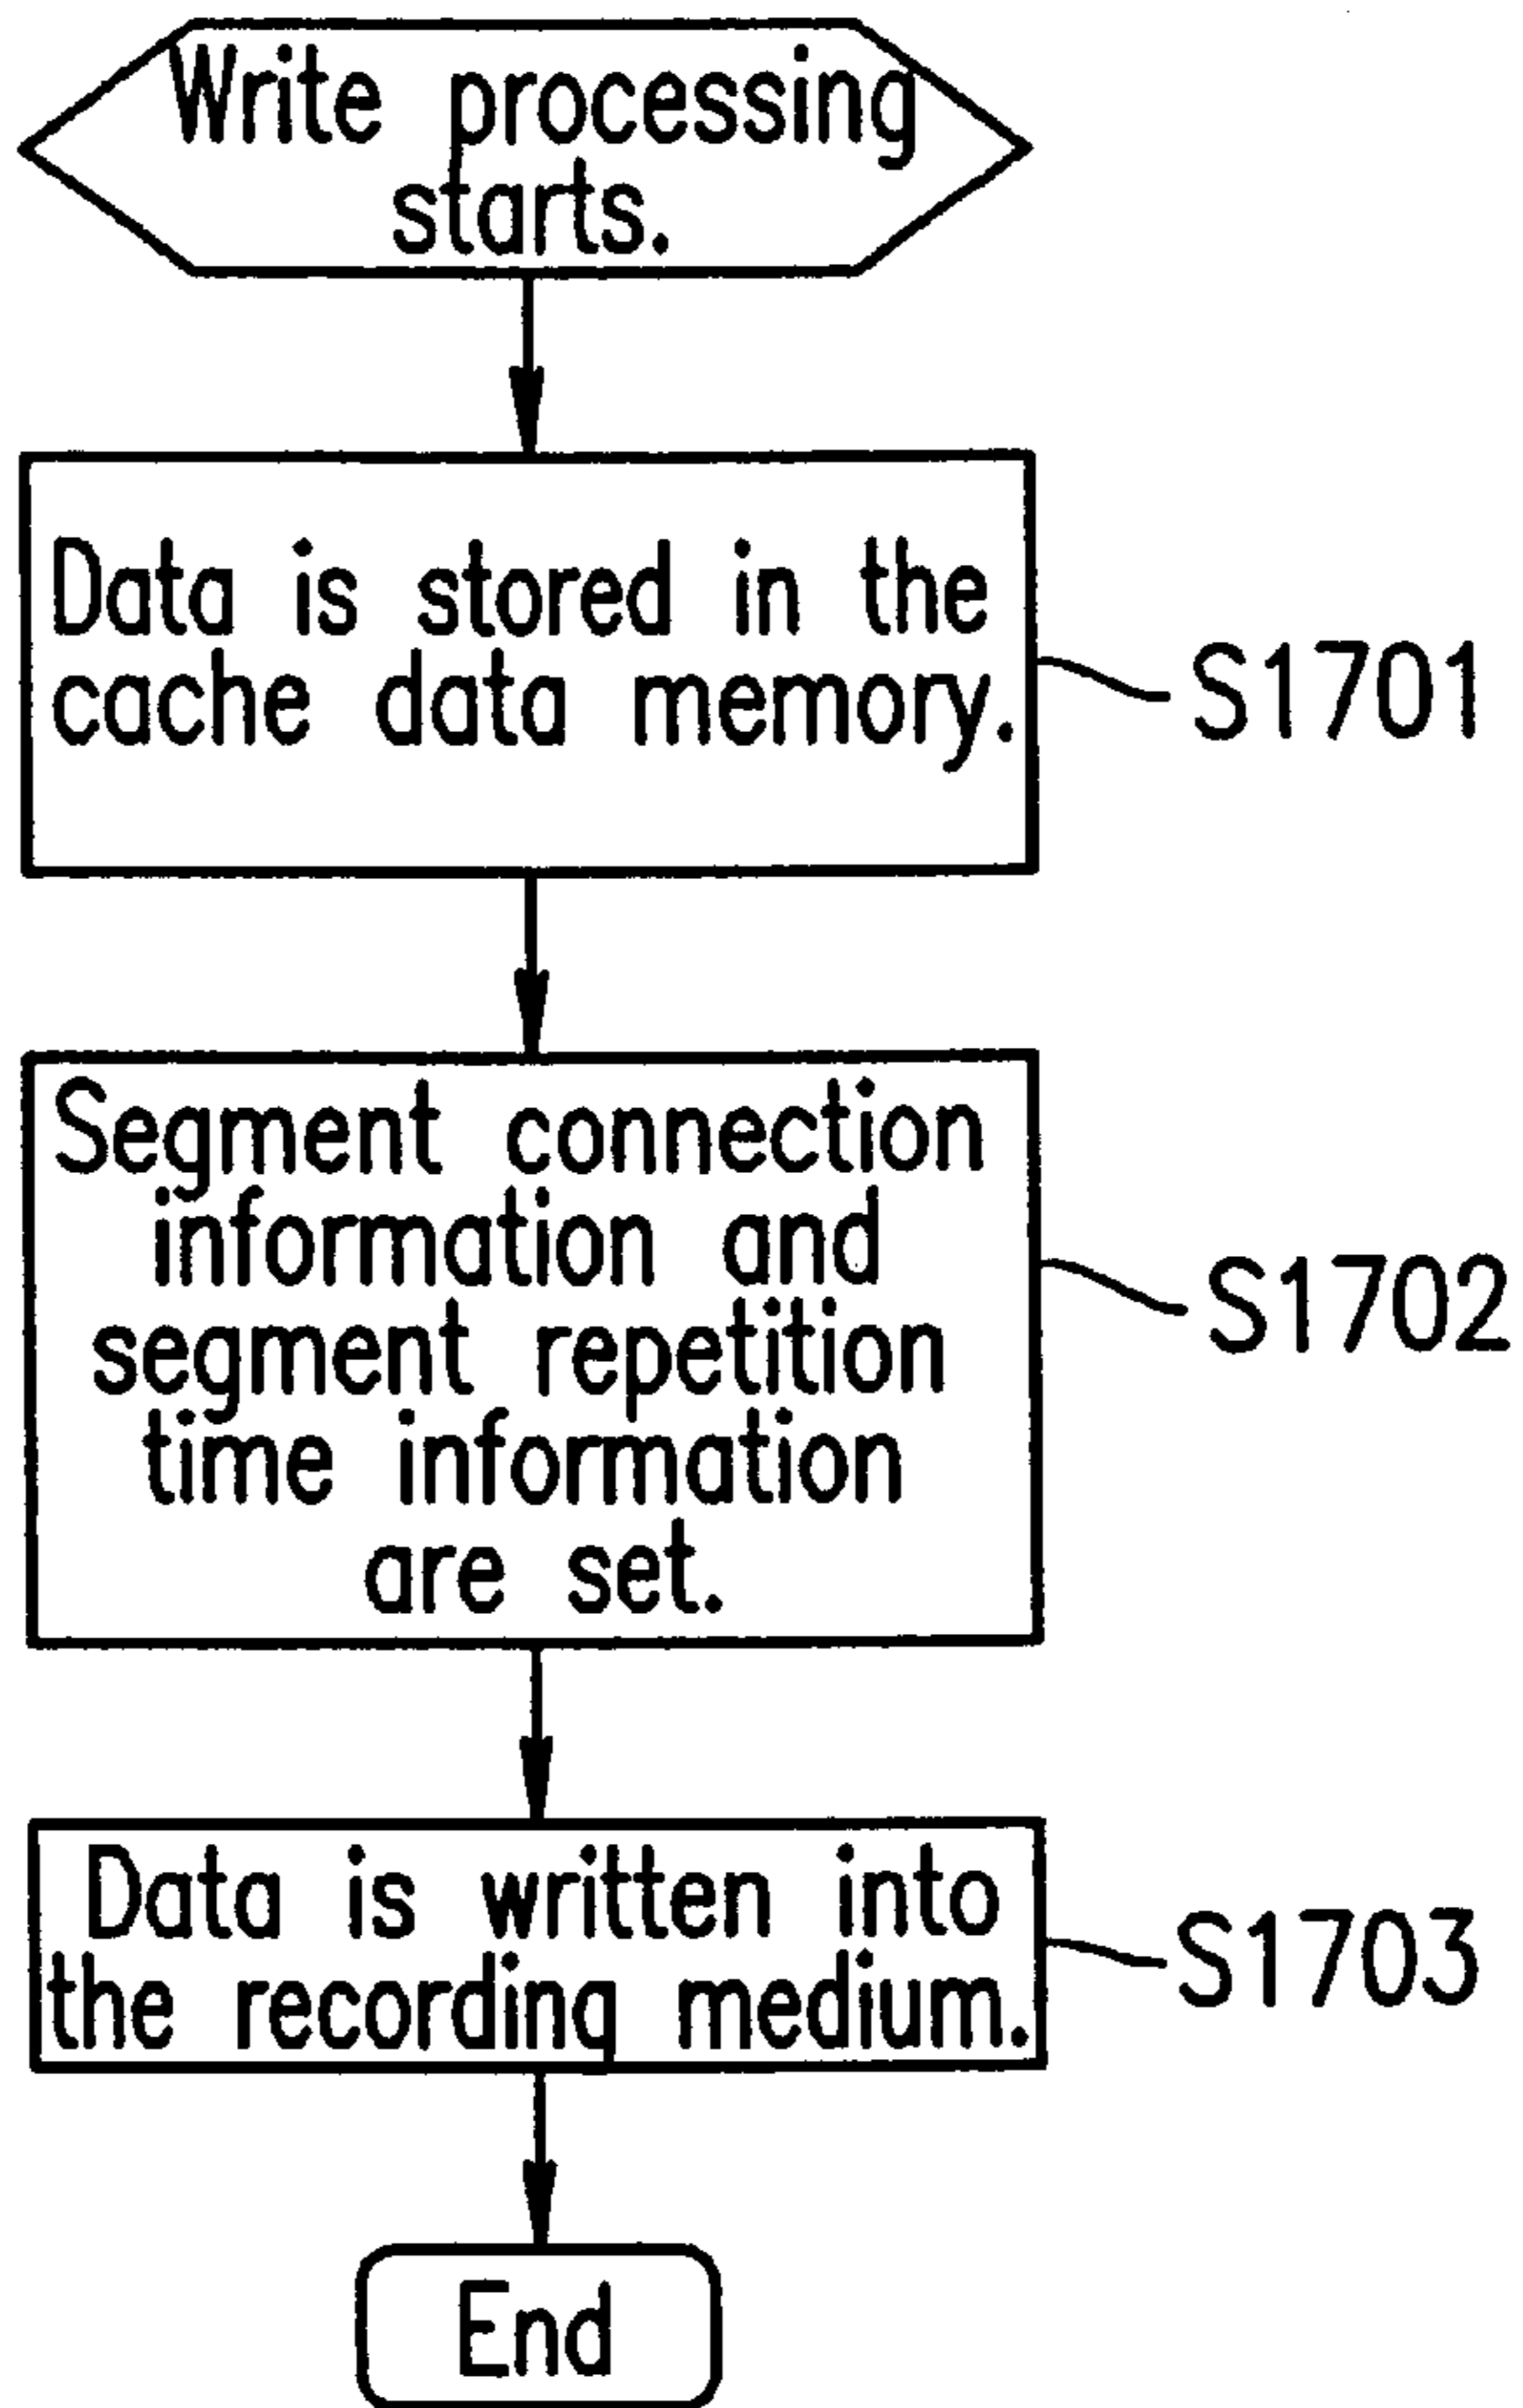 Write processing
starts.
Data is stored in the
cache data memory.
S1701
Segment connection
information and
segment repetition
time information
are set.
S1702
Data is written into
the recording medium.
S1703
End